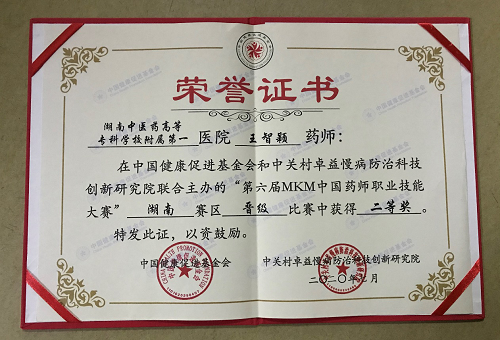 荣誉证书
湖南中医药高等
专科学校附属第一 医院 王智颖 药师：
在中国健康促进基金会和中关村卓益慢病防治科技
创新研究院联合主办的“第六届MKM中国药师职业技能
大赛” 湖南 赛区 晋级 比赛中获得 二等奖 。
特发此证，以资鼓励。
中国健康促进基金会 中关村卓益慢病防治科技创新研究院